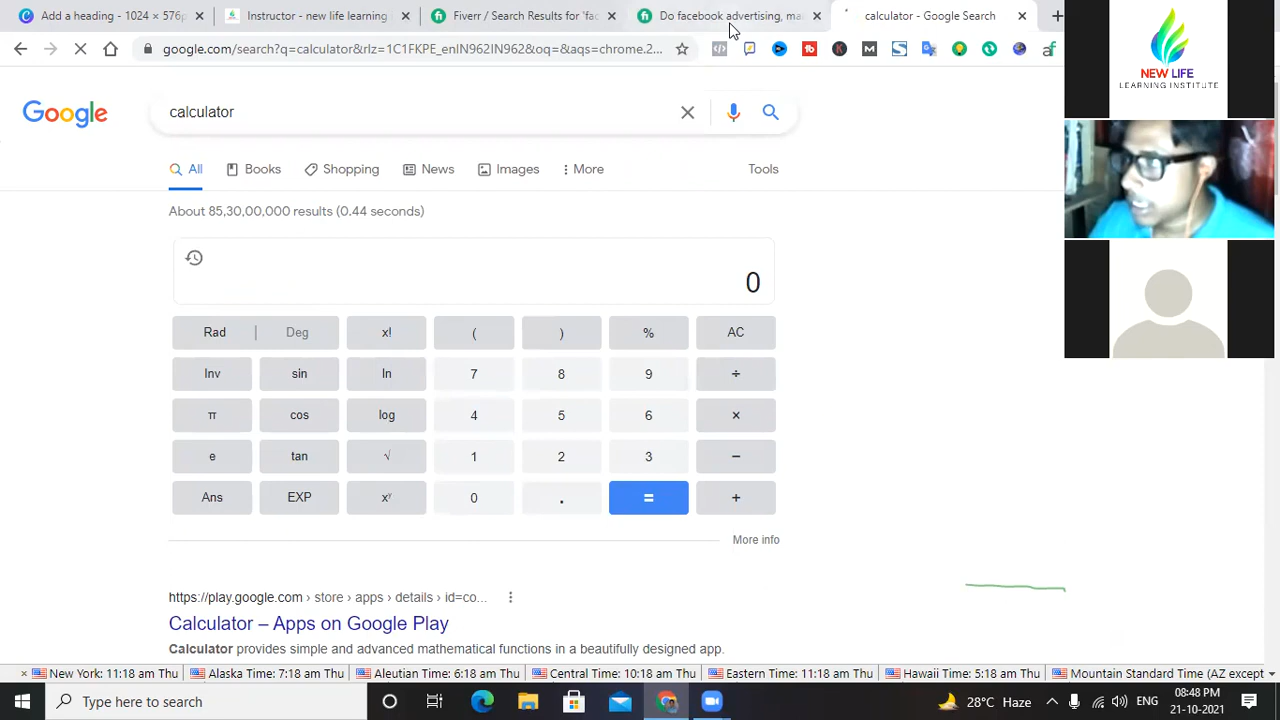 Add a heading - 1024 × 576p
Instructor - new life learning
Fiverr / Search Results for 'fac
Do facebook advertising, ma
calculator - Google Search
google.com/search?q=calculator&rlz=1C1FKPE_enIN962IN962&oq=&aqs=chrome.2...
NEW LIFE
LEARNING INSTITUTE
Google
calculator
All Books Shopping News Images More Tools
About 85,30,00,000 results (0.44 seconds)
0
Rad | Deg x! ( ) % AC
Inv sin ln 7 8 9 ÷
π cos log 4 5 6 ×
e tan √ 1 2 3 −
Ans EXP xʸ 0 . = +
More info
https://play.google.com › store › apps › details › id=co...
Calculator – Apps on Google Play
Calculator provides simple and advanced mathematical functions in a beautifully designed app.
New York: 11:18 am Thu Alaska Time: 7:18 am Thu Aleutian Time: 6:18 am Thu Central Time: 10:18 am Thu Eastern Time: 11:18 am Thu Hawaii Time: 5:18 am Thu Mountain Standard Time (AZ except
Type here to search
28°C Haze
ENG
08:48 PM
21-10-2021